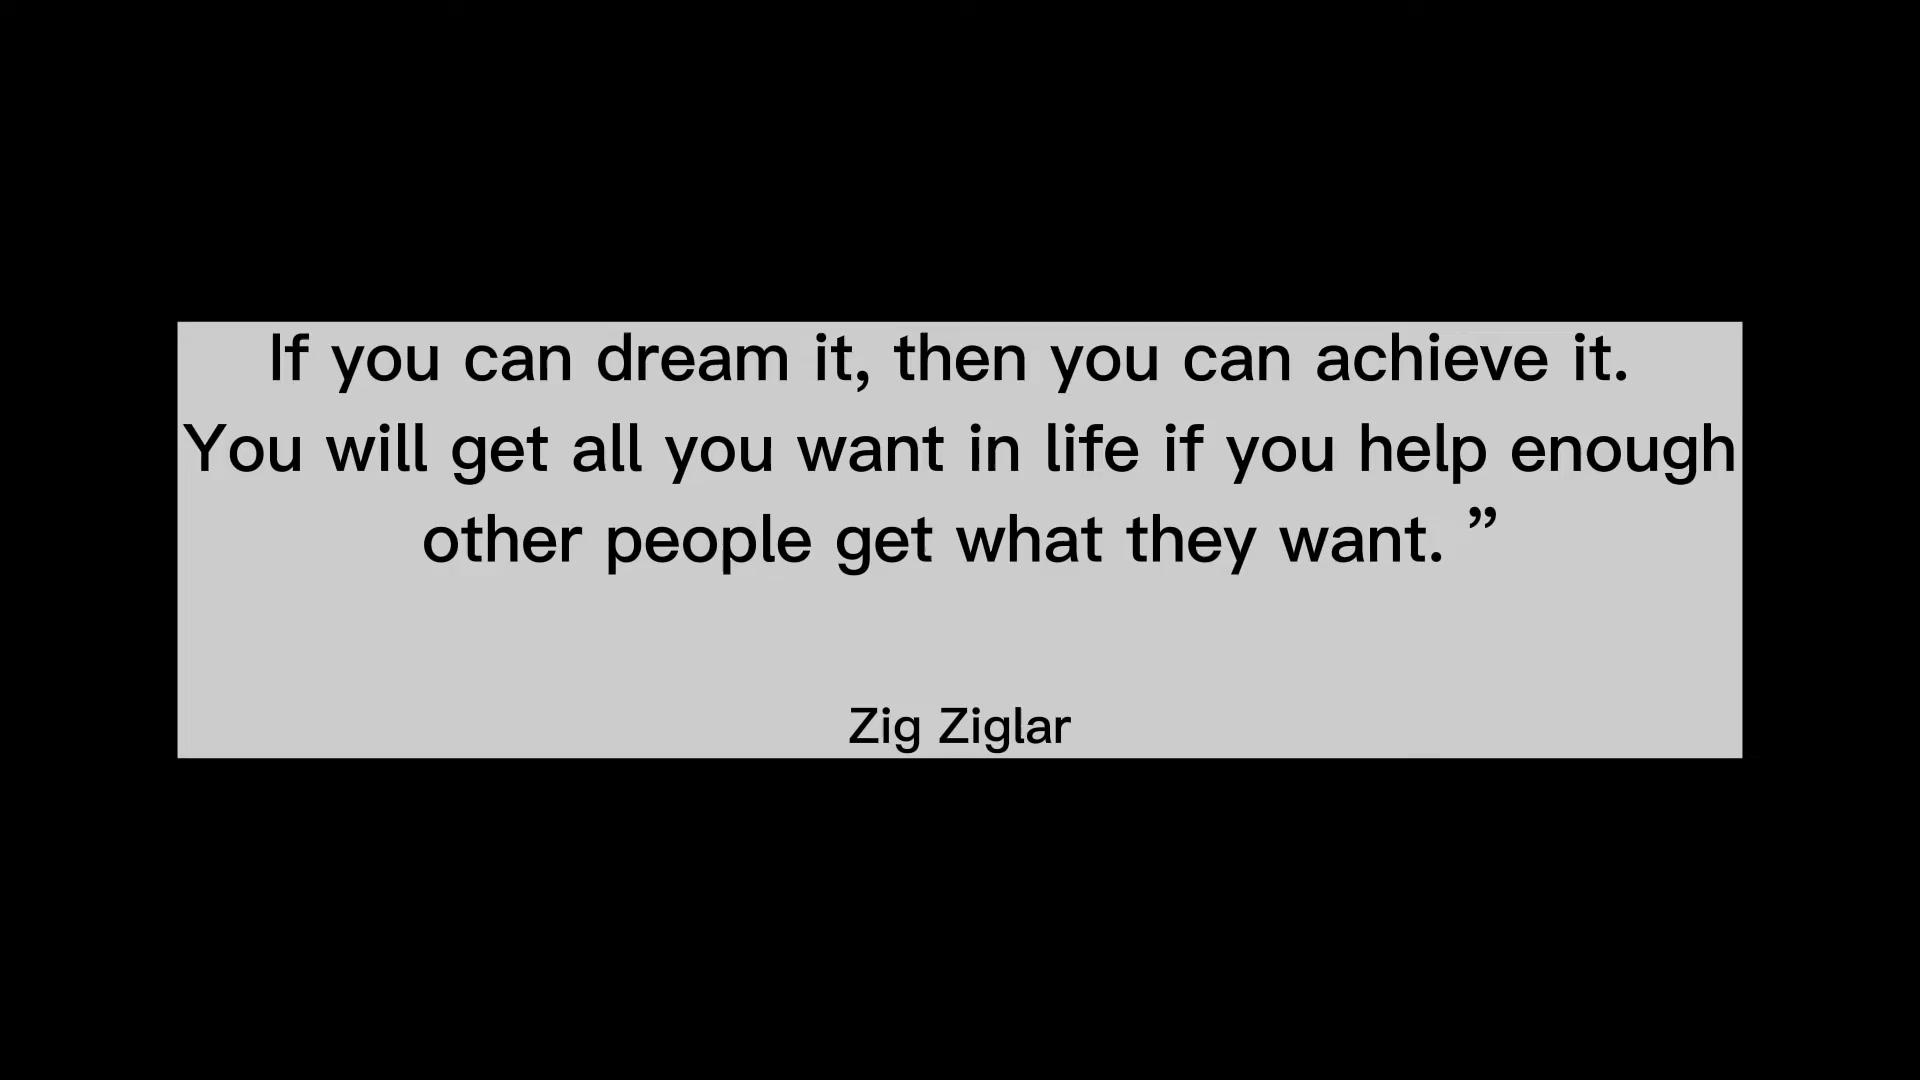 If you can dream it, then you can achieve it.
You will get all you want in life if you help enough
other people get what they want. ”
Zig Ziglar